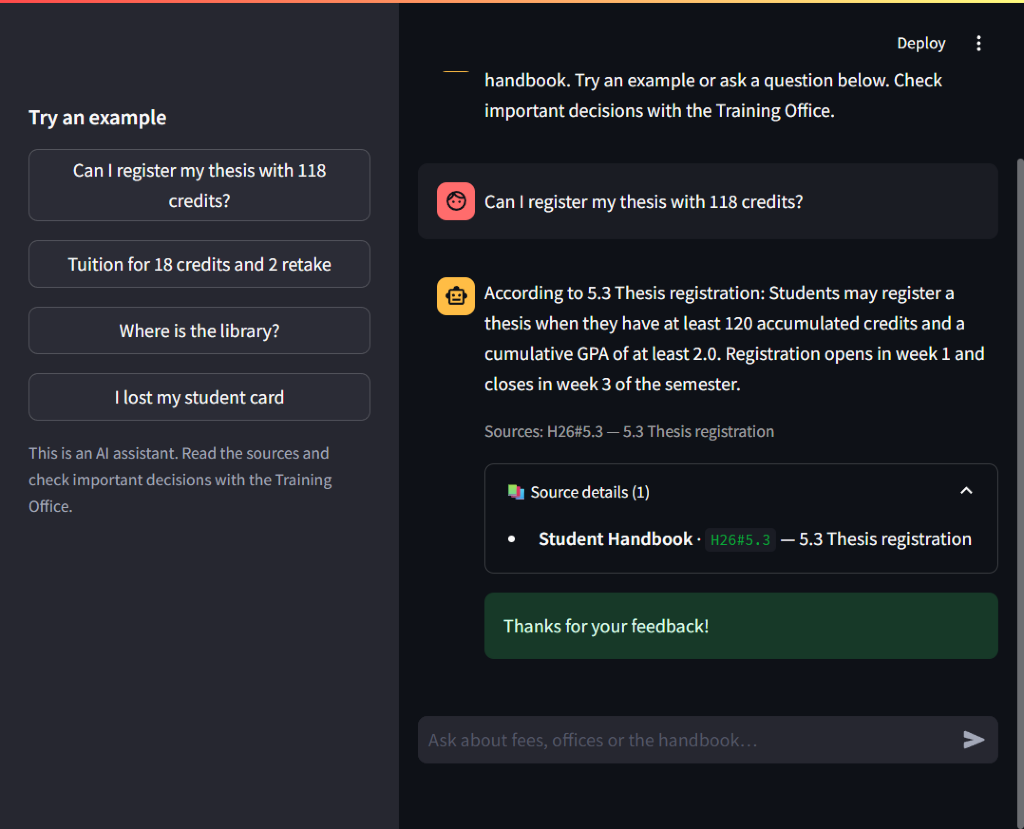 Deploy
Try an example
Can I register my thesis with 118
credits?
Tuition for 18 credits and 2 retake
Where is the library?
I lost my student card
This is an AI assistant. Read the sources and
check important decisions with the Training
Office.
handbook. Try an example or ask a question below. Check
important decisions with the Training Office.
Can I register my thesis with 118 credits?
According to 5.3 Thesis registration: Students may register a
thesis when they have at least 120 accumulated credits and a
cumulative GPA of at least 2.0. Registration opens in week 1 and
closes in week 3 of the semester.
Sources: H26#5.3 — 5.3 Thesis registration
Source details (1)
• Student Handbook · H26#5.3 — 5.3 Thesis registration
Thanks for your feedback!
Ask about fees, offices or the handbook…